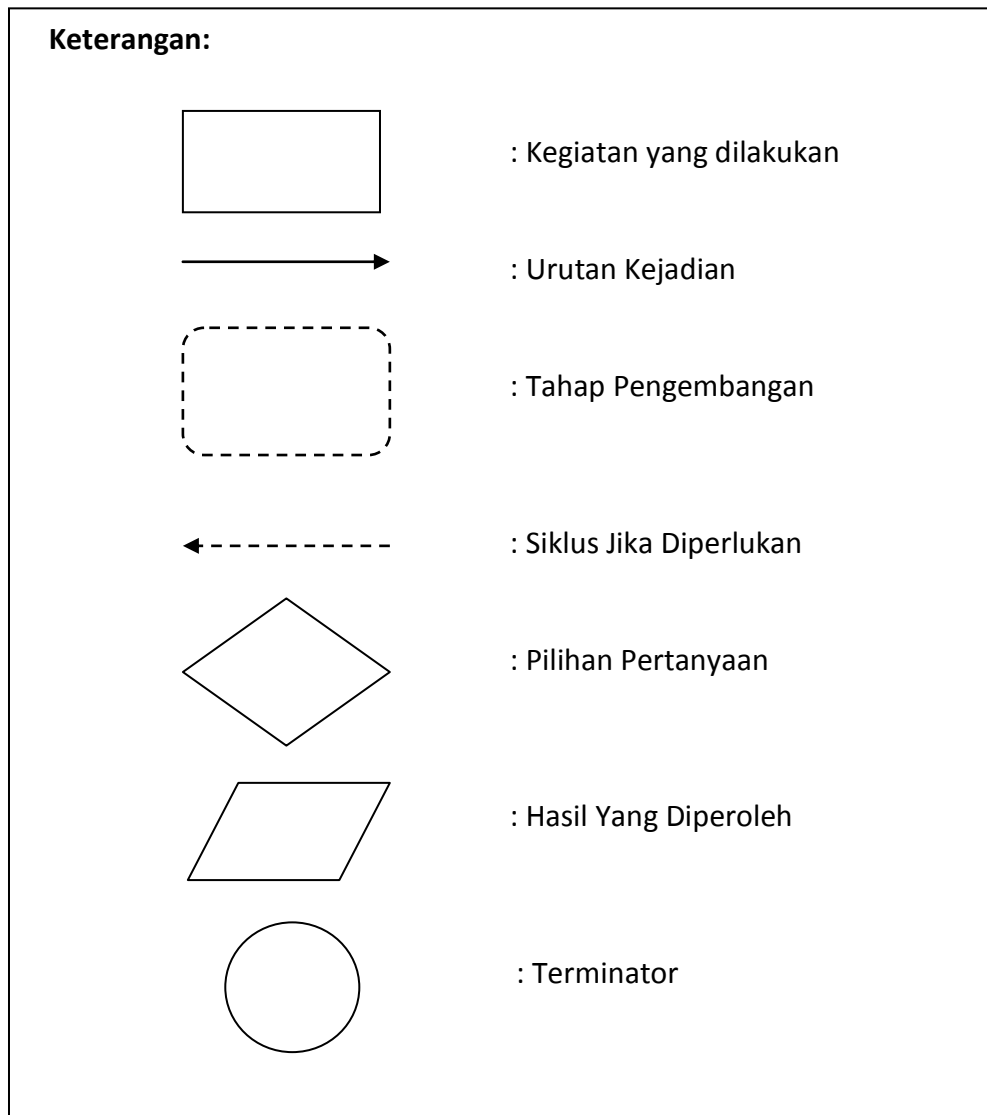 Keterangan:
: Kegiatan yang dilakukan
: Urutan Kejadian
: Tahap Pengembangan
: Siklus Jika Diperlukan
: Pilihan Pertanyaan
: Hasil Yang Diperoleh
: Terminator